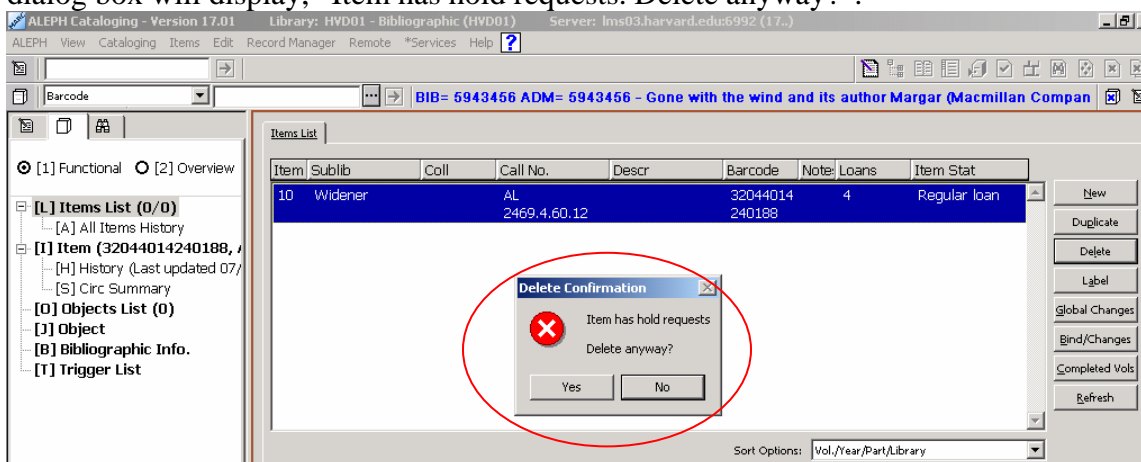 dialog box will display, "Item has hold requests. Delete anyway?".
ALEPH Cataloging - Version 17.01 Library: HVD01 - Bibliographic (HVD01) Server: lms03.harvard.edu:6992 (17..)
ALEPH View Cataloging Items Edit Record Manager Remote *Services Help ?
Barcode ... BIB= 5943456 ADM= 5943456 - Gone with the wind and its author Margar (Macmillan Compan
Items List
[1] Functional [2] Overview
Item Sublib Coll Call No. Descr Barcode Note: Loans Item Stat
10 Widener AL 32044014 4 Regular loan
2469.4.60.12 240188
[L] Items List (0/0)
[A] All Items History
[I] Item (32044014240188, 
[H] History (Last updated 07/
[S] Circ Summary
[O] Objects List (0)
[J] Object
[B] Bibliographic Info.
[T] Trigger List
Delete Confirmation
Item has hold requests
Delete anyway?
Yes No
New
Duplicate
Delete
Label
Global Changes
Bind/Changes
Completed Vols
Refresh
Sort Options: Vol./Year/Part/Library